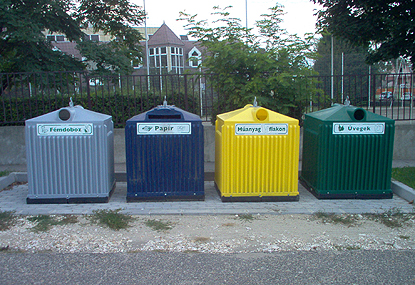 Fémdoboz
Papír
Műanyag flakon
Üvegek